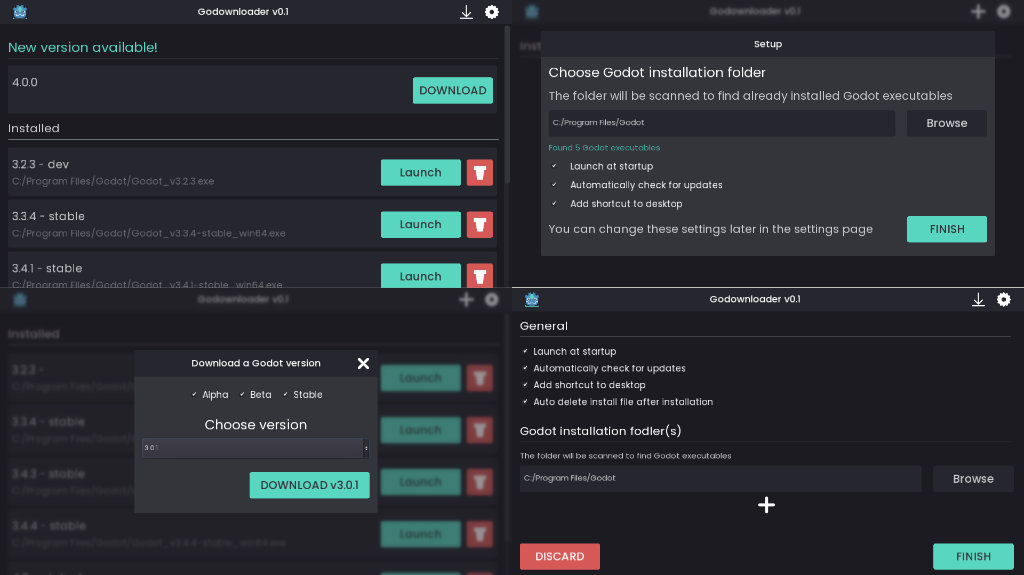 Godownloader v0.1
New version available!
4.0.0
DOWNLOAD
Installed
3.2.3 - dev
C:/Program Files/Godot/Godot_v3.2.3.exe
Launch
3.3.4 - stable
C:/Program Files/Godot/Godot_v3.3.4-stable_win64.exe
Launch
3.4.1 - stable
C:/Program Files/Godot/Godot_v3.4.1-stable_win64.exe
Launch
Godownloader v0.1
Setup
Choose Godot installation folder
The folder will be scanned to find already installed Godot executables
C:/Program Files/Godot
Browse
Found 5 Godot executables
Launch at startup
Automatically check for updates
Add shortcut to desktop
You can change these settings later in the settings page
FINISH
Godownloader v0.1
Installed
3.2.3 -
Launch
3.3.4 - stable
Launch
3.4.3 - stable
Launch
3.4.4 - stable
C:/Program Files/Godot/Godot_v3.4.4-stable_win64.exe
Launch
Download a Godot version
Alpha
Beta
Stable
Choose version
DOWNLOAD v3.0.1
Godownloader v0.1
General
Launch at startup
Automatically check for updates
Add shortcut to desktop
Auto delete install file after installation
Godot installation fodler(s)
The folder will be scanned to find Godot executables
C:/Program Files/Godot
Browse
DISCARD
FINISH